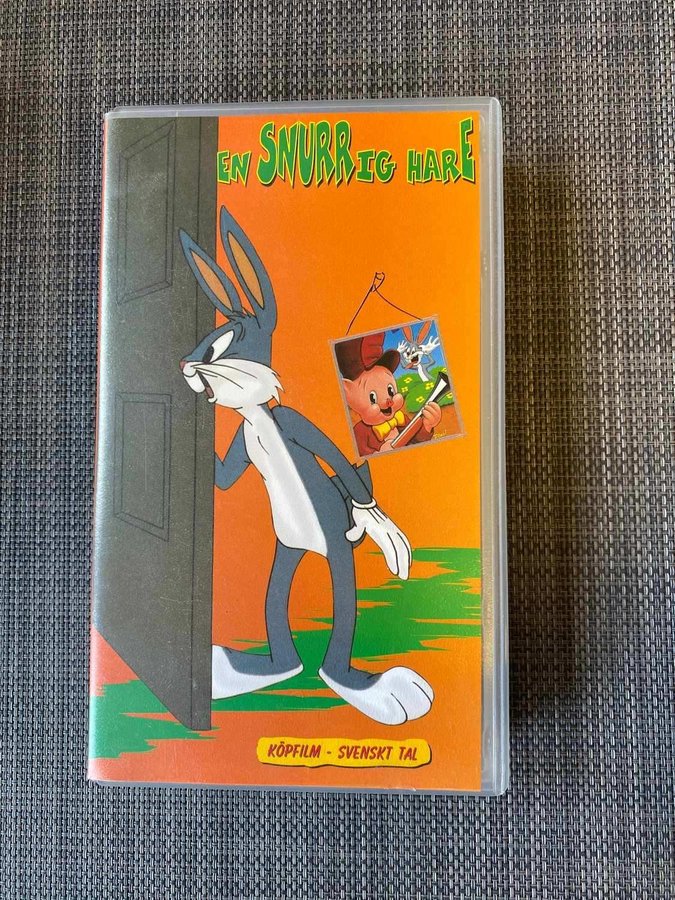 EN SNURRIG HARE
KÖPFILM - SVENSKT TAL